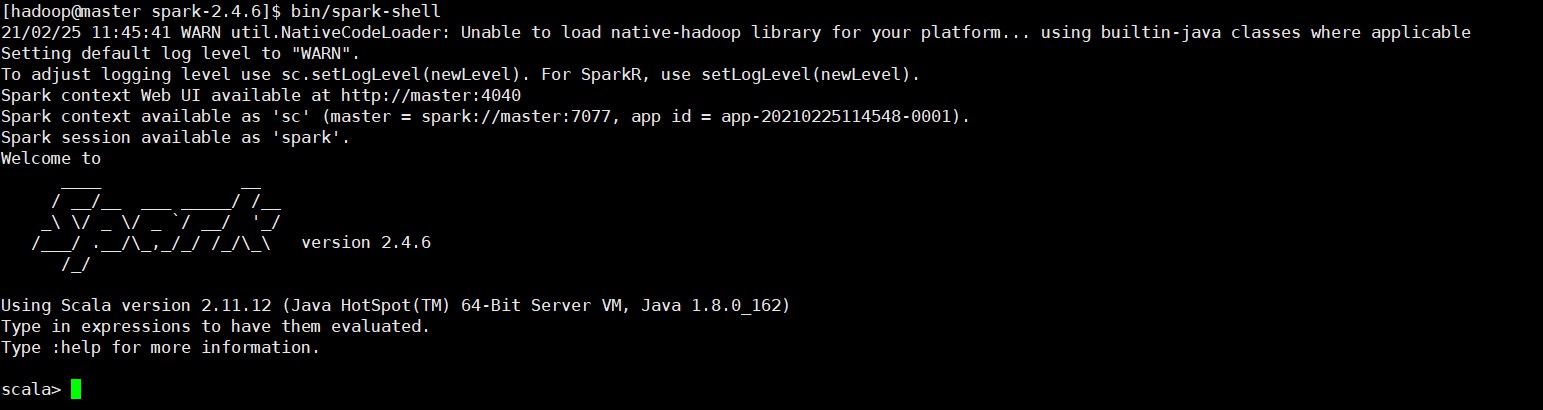 [hadoop@master spark-2.4.6]$ bin/spark-shell
21/02/25 11:45:41 WARN util.NativeCodeLoader: Unable to load native-hadoop library for your platform... using builtin-java classes where applicable
Setting default log level to "WARN".
To adjust logging level use sc.setLogLevel(newLevel). For SparkR, use setLogLevel(newLevel).
Spark context Web UI available at http://master:4040
Spark context available as 'sc' (master = spark://master:7077, app id = app-20210225114548-0001).
Spark session available as 'spark'.
Welcome to
      ____              __
     / __/__  ___ _____/ /__
    _\ \/ _ \/ _ `/ __/  '_/
   /___/ .__/\_,_/_/ /_/\_\   version 2.4.6
      /_/
Using Scala version 2.11.12 (Java HotSpot(TM) 64-Bit Server VM, Java 1.8.0_162)
Type in expressions to have them evaluated.
Type :help for more information.
scala>